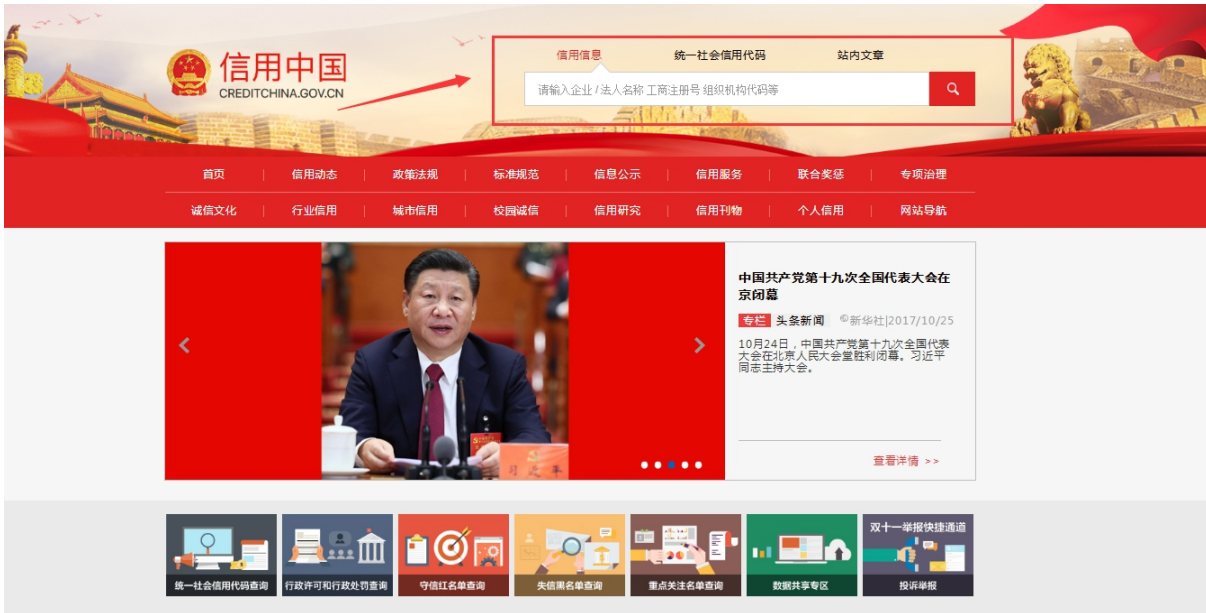 信用中国
CREDITCHINA.GOV.CN
信用信息 统一社会信用代码 站内文章
请输入企业 / 法人名称 工商注册号 组织机构代码等
首页 | 信用动态 | 政策法规 | 标准规范 | 信息公示 | 信用服务 | 联合奖惩 | 专项治理
诚信文化 | 行业信用 | 城市信用 | 校园诚信 | 信用研究 | 信用刊物 | 个人信用 | 网站导航
中国共产党第十九次全国代表大会在
京闭幕
专栏 头条新闻 ©新华社|2017/10/25
10月24日，中国共产党第十九次全国代表
大会在北京人民大会堂胜利闭幕。习近平
同志主持大会。
习近平
查看详情 >>
双十一举报快捷通道
统一社会信用代码查询 行政许可和行政处罚查询 守信红名单查询 失信黑名单查询 重点关注名单查询 数据共享专区 投诉举报